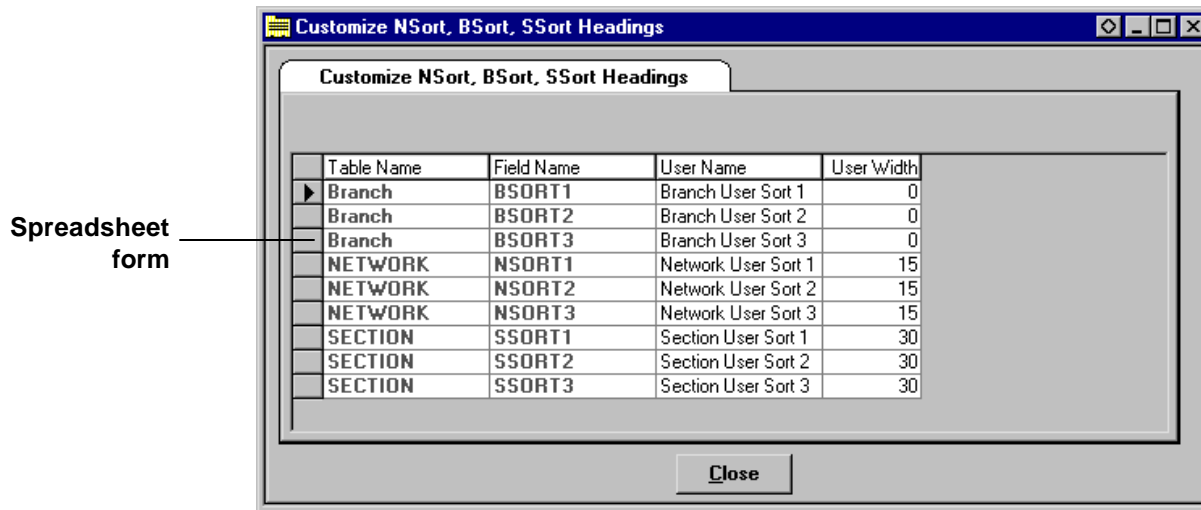 Customize NSort, BSort, SSort Headings
Customize NSort, BSort, SSort Headings
Table Name Field Name User Name User Width
Branch BSORT1 Branch User Sort 1 0
Branch BSORT2 Branch User Sort 2 0
Branch BSORT3 Branch User Sort 3 0
NETWORK NSORT1 Network User Sort 1 15
NETWORK NSORT2 Network User Sort 2 15
NETWORK NSORT3 Network User Sort 3 15
SECTION SSORT1 Section User Sort 1 30
SECTION SSORT2 Section User Sort 2 30
SECTION SSORT3 Section User Sort 3 30
Spreadsheet
form
Close